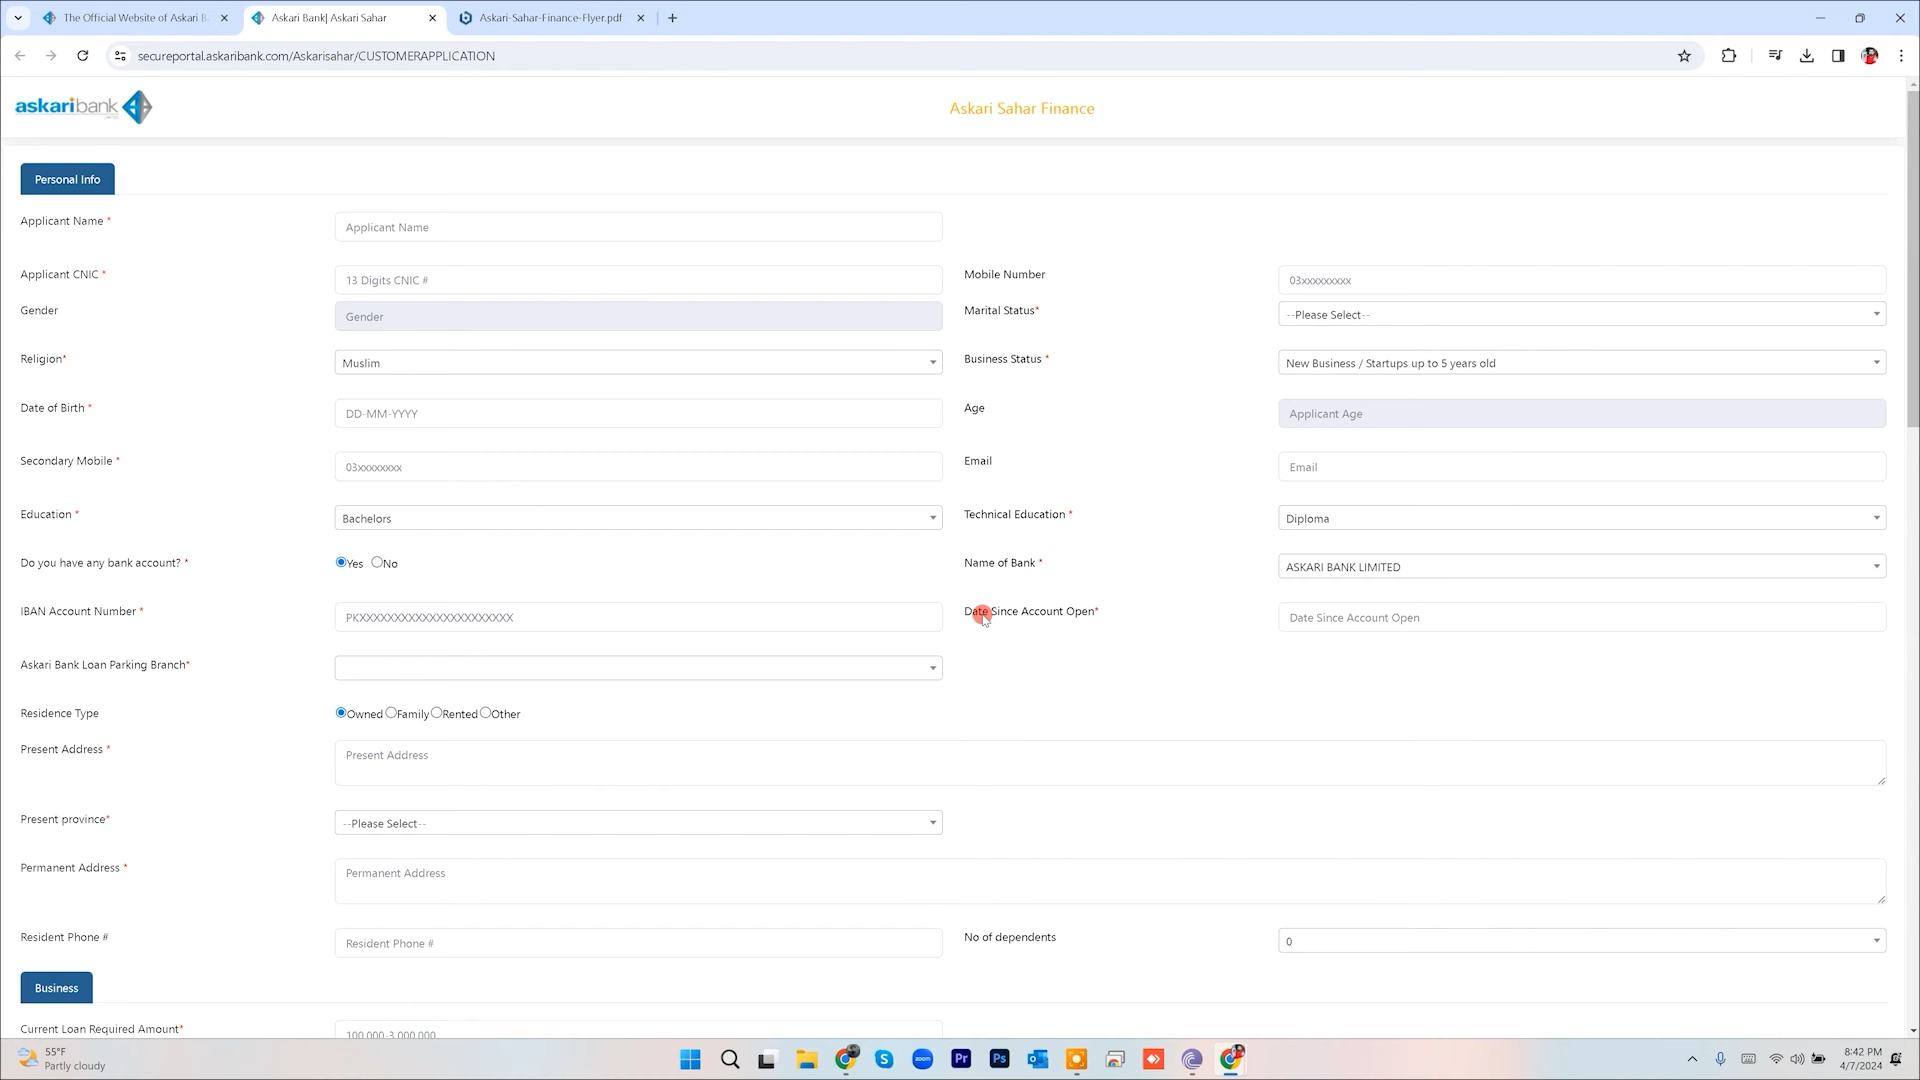 The Official Website of Askari B
Askari Bank| Askari Sahar
Askari-Sahar-Finance-Flyer.pdf
secureportal.askaribank.com/Askarisahar/CUSTOMERAPPLICATION
askaribank
Askari Sahar Finance
Personal Info
Applicant Name *
Applicant Name
Applicant CNIC *
13 Digits CNIC #
Mobile Number
03xxxxxxxxx
Gender
Gender
Marital Status*
--Please Select--
Religion*
Muslim
Business Status *
New Business / Startups up to 5 years old
Date of Birth *
DD-MM-YYYY
Age
Applicant Age
Secondary Mobile *
03xxxxxxxx
Email
Email
Education *
Bachelors
Technical Education *
Diploma
Do you have any bank account? *
Yes No
Name of Bank *
ASKARI BANK LIMITED
IBAN Account Number *
PKXXXXXXXXXXXXXXXXXXXXXX
Date Since Account Open*
Date Since Account Open
Askari Bank Loan Parking Branch*
Residence Type
Owned Family Rented Other
Present Address *
Present Address
Present province*
--Please Select--
Permanent Address *
Permanent Address
Resident Phone #
Resident Phone #
No of dependents
0
Business
Current Loan Required Amount*
100,000-3,000,000
55°F
Partly cloudy
zoom
Pr
Ps
8:42 PM
4/7/2024